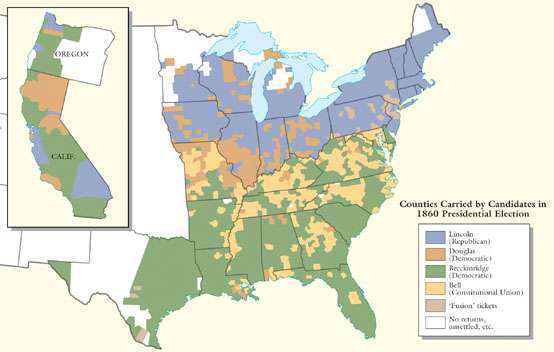 OREGON
CALIF.
Counties Carried by Candidates in
1860 Presidential Election
Lincoln
(Republican)
Douglas
(Democratic)
Breckinridge
(Democratic)
Bell
(Constitutional Union)
'Fusion' tickets
No returns,
unsettled, etc.